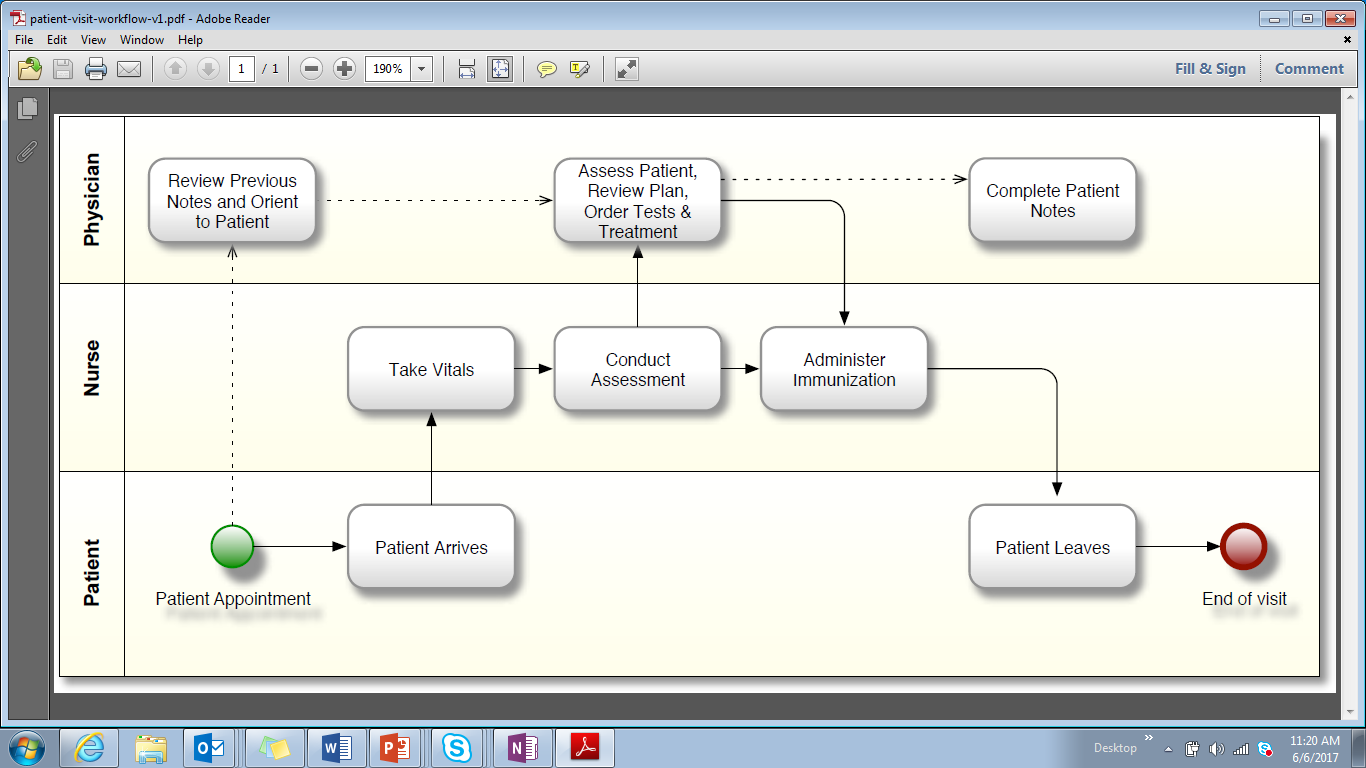 patient-visit-workflow-v1.pdf - Adobe Reader
File Edit View Window Help
1 / 1 190% Fill & Sign Comment
Physician
Review Previous
Notes and Orient
to Patient
Assess Patient,
Review Plan,
Order Tests &
Treatment
Complete Patient
Notes
Nurse
Take Vitals
Conduct
Assessment
Administer
Immunization
Patient
Patient Appointment
Patient Arrives
Patient Leaves
End of visit
Desktop
11:20 AM
6/6/2017